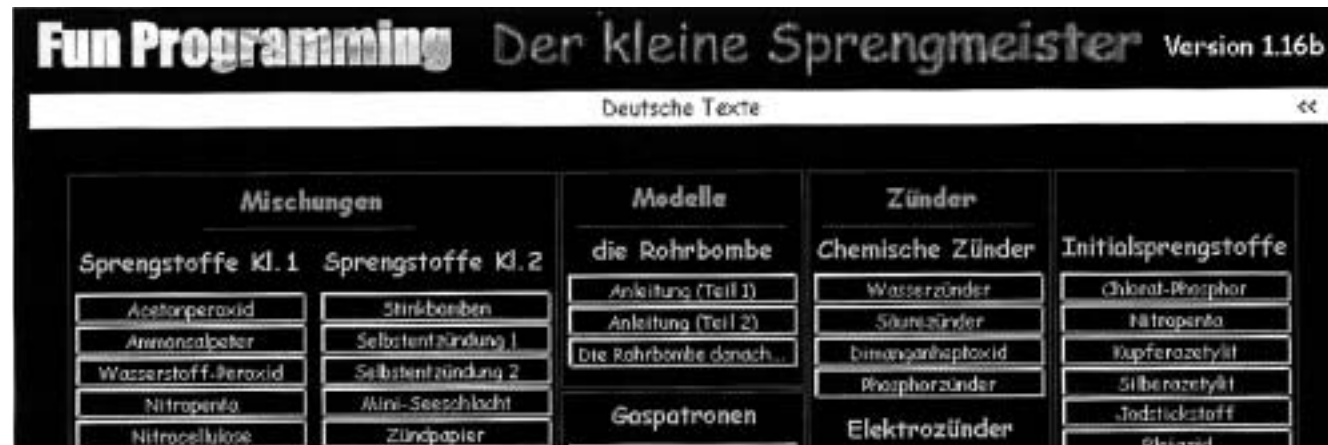 Fun Programming Der kleine Sprengmeister Version 1.16b
Deutsche Texte <<
Mischungen
Sprengstoffe Kl.1
Acetonperoxid
Ammonsalpeter
Wasserstoff-Peroxid
Nitropenta
Nitrocellulose
Sprengstoffe Kl.2
Stinkbomben
Selbstentzündung 1
Selbstentzündung 2
Mini-Seeschlacht
Zündpapier
Modelle
die Rohrbombe
Anleitung (Teil 1)
Anleitung (Teil 2)
Die Rohrbombe danach...
Gaspatronen
Zünder
Chemische Zünder
Wasserzünder
Säurezünder
Dimanganheptoxid
Phosphorzünder
Elektrozünder
Initialsprengstoffe
Chlorat-Phosphor
Nitropenta
Kupferazetylit
Silberazetylit
Jodstickstoff